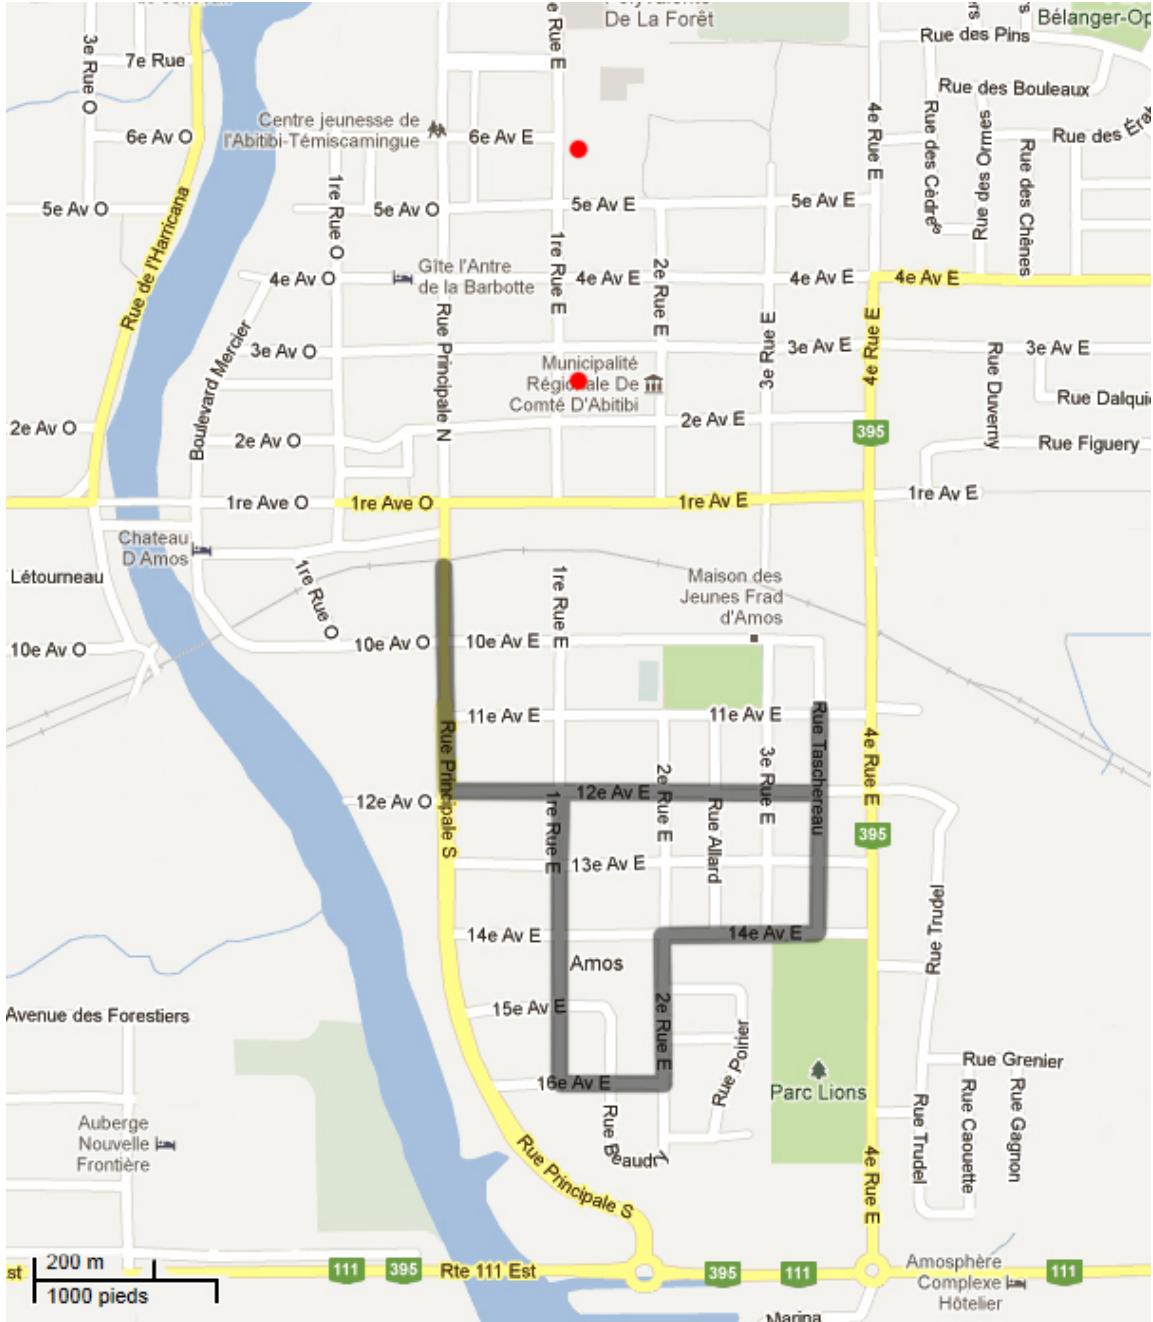 Polyvalente
De La Forêt
Bélanger-Op
3e Rue O
7e Rue
e Rue E
Rue des Pins
Rue des Bouleaux
4e Rue E
Rue des Cèdres
Rue des Ormes
Rue des Chênes
Rue des Éra
Centre jeunesse de
l'Abitibi-Témiscamingue
6e Av O
6e Av E
5e Av O
5e Av O
5e Av E
5e Av E
1re Rue O
Rue de l'Harricana
Gîte l'Antre
de la Barbotte
4e Av O
1re Rue E
4e Av E
2e Rue E
4e Av E
4e Av E
Boulevard Mercier
Rue Principale N
3e Av O
3e Rue E
3e Av E
4e Rue E
3e Av E
Rue Duverny
Municipalité
Régionale De
Comté D'Abitibi
Rue Dalquie
2e Av O
2e Av O
2e Av E
395
Rue Figuery
1re Ave O
1re Ave O
1re Av E
1re Av E
Chateau
D'Amos
Létourneau
1re Rue O
1re Rue E
Maison des
Jeunes Frad
d'Amos
10e Av O
10e Av O
10e Av E
11e Av E
11e Av E
Rue Taschereau
Rue Principale S
2e Rue E
3e Rue E
4e Rue E
12e Av O
12e Av E
1re Rue E
Rue Allard
395
13e Av E
Rue Trudel
14e Av E
14e Av E
Amos
15e Av E
2e Rue E
Rue Poirier
Avenue des Forestiers
16e Av E
Parc Lions
Rue Grenier
Rue Beaudry
Rue Trudel
Rue Caouette
Rue Gagnon
Auberge
Nouvelle
Frontière
Rue Principale S
4e Rue E
200 m
1000 pieds
st
111
395
Rte 111 Est
395
111
Amosphère
Complexe
Hôtelier
111
Marina